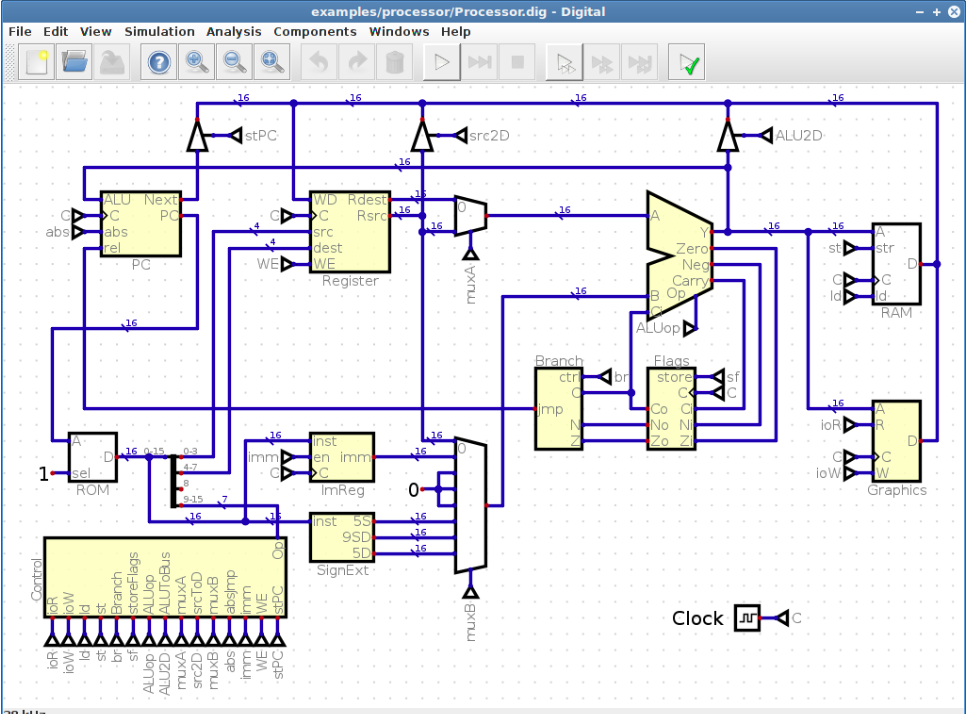 examples/processor/Processor.dig - Digital
File Edit View Simulation Analysis Components Windows Help
16 16 16 16
stPC src2D ALU2D
16
ALU Next
C PC
abs abs
rel
PC
C
4
4
WE
WD Rdest
C Rsrc
src
dest
WE
Register
16
16
16
0
muxA
16
A
Y
Zero
Neg
Carry
B Op
Ci
ALUop
16
16 16
A
st str
D
C C
ld ld
RAM
16
16
Branch
ctrl br
C
jmp
N
Z
Flags
store sf
C C
Co Ci
No Ni
Zo Zi
16
A
ioR R
D
C C
ioW W
Graphics
A
D
1 sel
ROM
16 0-15
0-3
4-7
8
9-15
7
16 16
16
inst
imm en imm
C C
ImReg
16
16
0
0
inst 5S
9SD
5D
SignExt
16
16
16
muxB
Control
Op
ioR ioW ld st Branch storeFlags ALUop ALUToBus muxA srcToD muxB absJmp imm WE stPC
ioR ioW ld st br sf ALUop ALU2D muxA src2D muxB abs imm WE stPC
Clock C